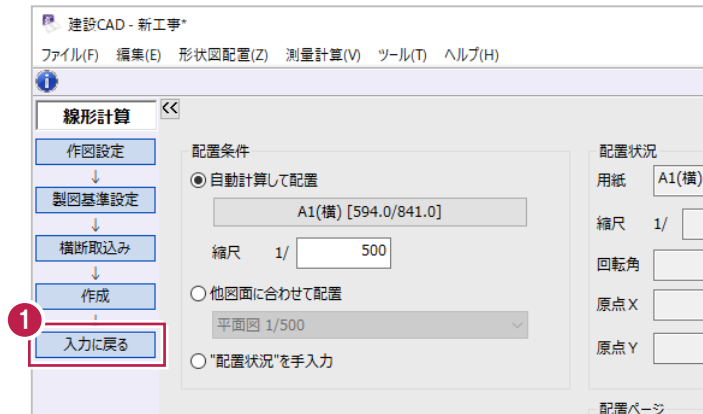 建設CAD - 新工事*
ファイル(F) 編集(E) 形状図配置(Z) 測量計算(V) ツール(T) ヘルプ(H)
線形計算
<<
作図設定
↓
製図基準設定
↓
横断取込み
↓
作成
↓
1
入力に戻る
配置条件
自動計算して配置
A1(横) [594.0/841.0]
縮尺 1/ 500
他図面に合わせて配置
平面図 1/500
"配置状況"を手入力
配置状況
用紙 A1(横)
縮尺 1/
回転角
原点X
原点Y
配置ページ